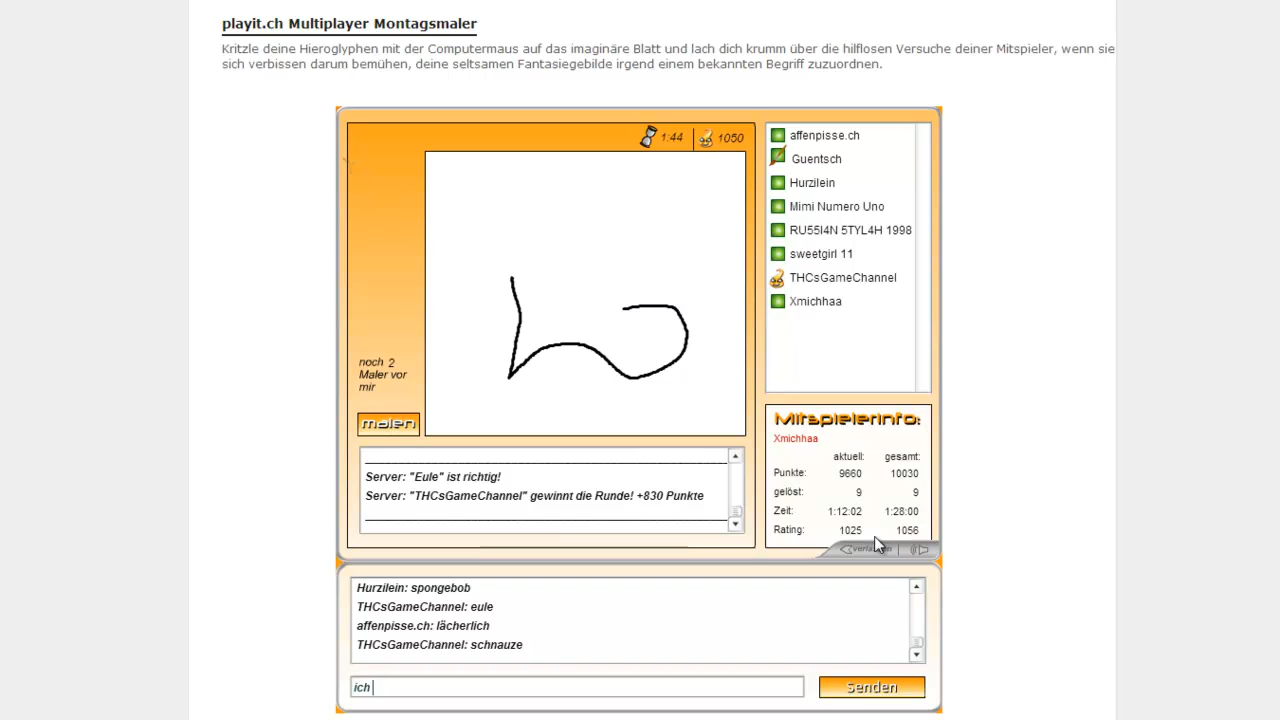 playit.ch Multiplayer Montagsmaler
Kritzle deine Hieroglyphen mit der Computermaus auf das imaginäre Blatt und lach dich krumm über die hilflosen Versuche deiner Mitspieler, wenn sie
sich verbissen darum bemühen, deine seltsamen Fantasiegebilde irgend einem bekannten Begriff zuzuordnen.
1:44 1050
affenpisse.ch
Guentsch
Hurzilein
Mimi Numero Uno
RU55I4N 5TYL4H 1998
sweetgirl 11
THCsGameChannel
Xmichhaa
noch 2
Maler vor
mir
malen
Mitspielerinfo:
Xmichhaa
aktuell: gesamt:
Punkte: 9660 10030
gelöst: 9 9
Zeit: 1:12:02 1:28:00
Rating: 1025 1056
Server: "Eule" ist richtig!
Server: "THCsGameChannel" gewinnt die Runde! +830 Punkte
Hurzilein: spongebob
THCsGameChannel: eule
affenpisse.ch: lächerlich
THCsGameChannel: schnauze
ich
Senden